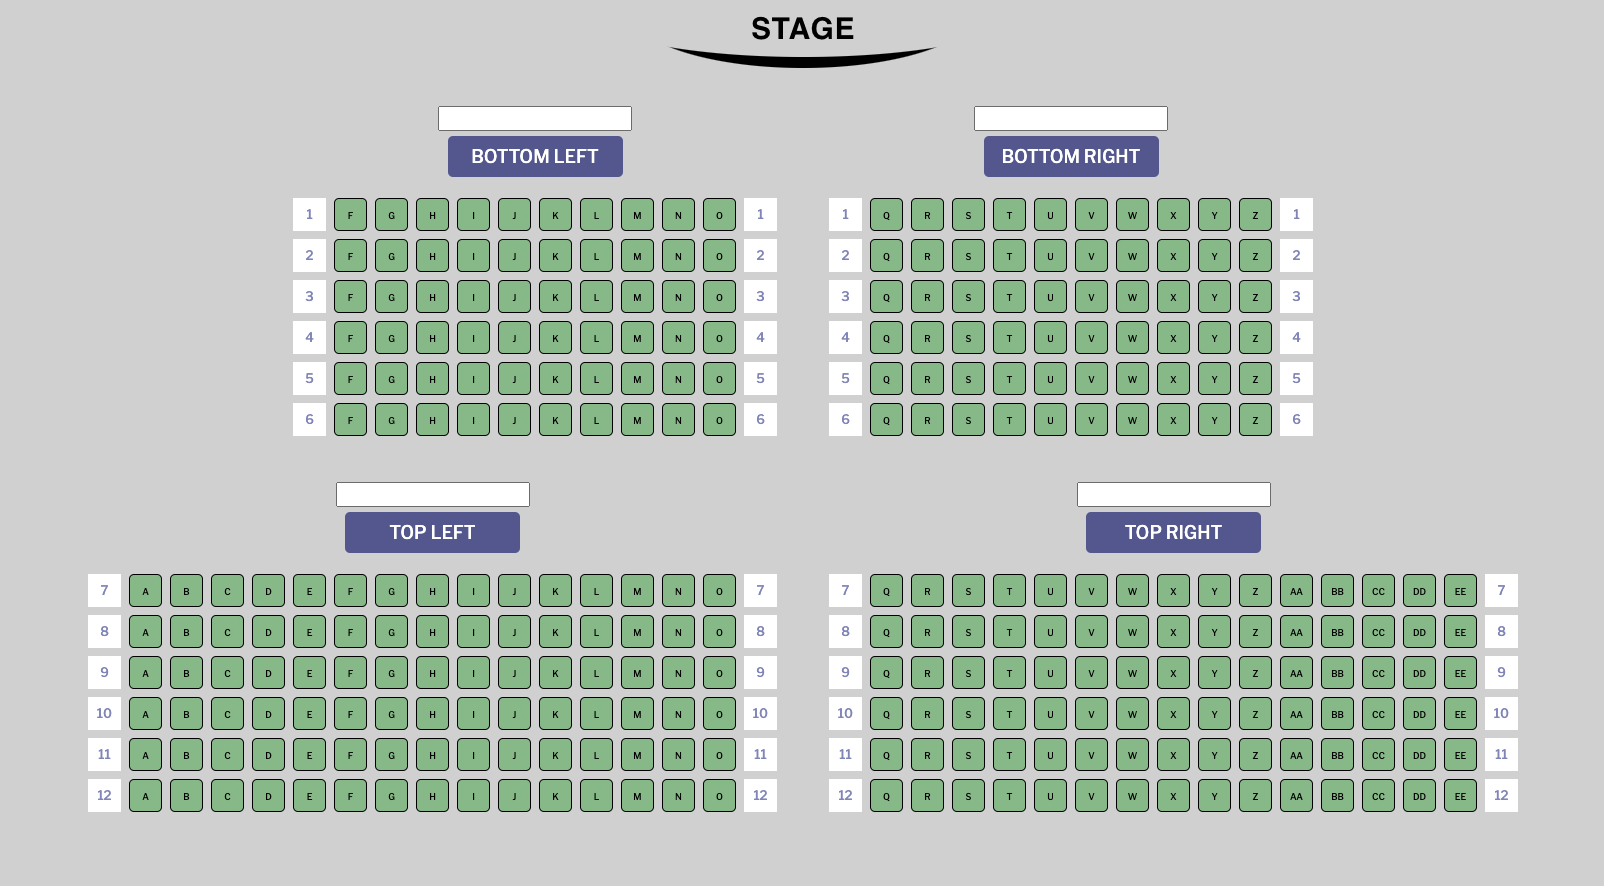 STAGE
BOTTOM LEFT BOTTOM RIGHT
1 F G H I J K L M N O 1 1 Q R S T U V W X Y Z 1
2 F G H I J K L M N O 2 2 Q R S T U V W X Y Z 2
3 F G H I J K L M N O 3 3 Q R S T U V W X Y Z 3
4 F G H I J K L M N O 4 4 Q R S T U V W X Y Z 4
5 F G H I J K L M N O 5 5 Q R S T U V W X Y Z 5
6 F G H I J K L M N O 6 6 Q R S T U V W X Y Z 6
TOP LEFT TOP RIGHT
7 A B C D E F G H I J K L M N O 7 7 Q R S T U V W X Y Z AA BB CC DD EE 7
8 A B C D E F G H I J K L M N O 8 8 Q R S T U V W X Y Z AA BB CC DD EE 8
9 A B C D E F G H I J K L M N O 9 9 Q R S T U V W X Y Z AA BB CC DD EE 9
10 A B C D E F G H I J K L M N O 10 10 Q R S T U V W X Y Z AA BB CC DD EE 10
11 A B C D E F G H I J K L M N O 11 11 Q R S T U V W X Y Z AA BB CC DD EE 11
12 A B C D E F G H I J K L M N O 12 12 Q R S T U V W X Y Z AA BB CC DD EE 12